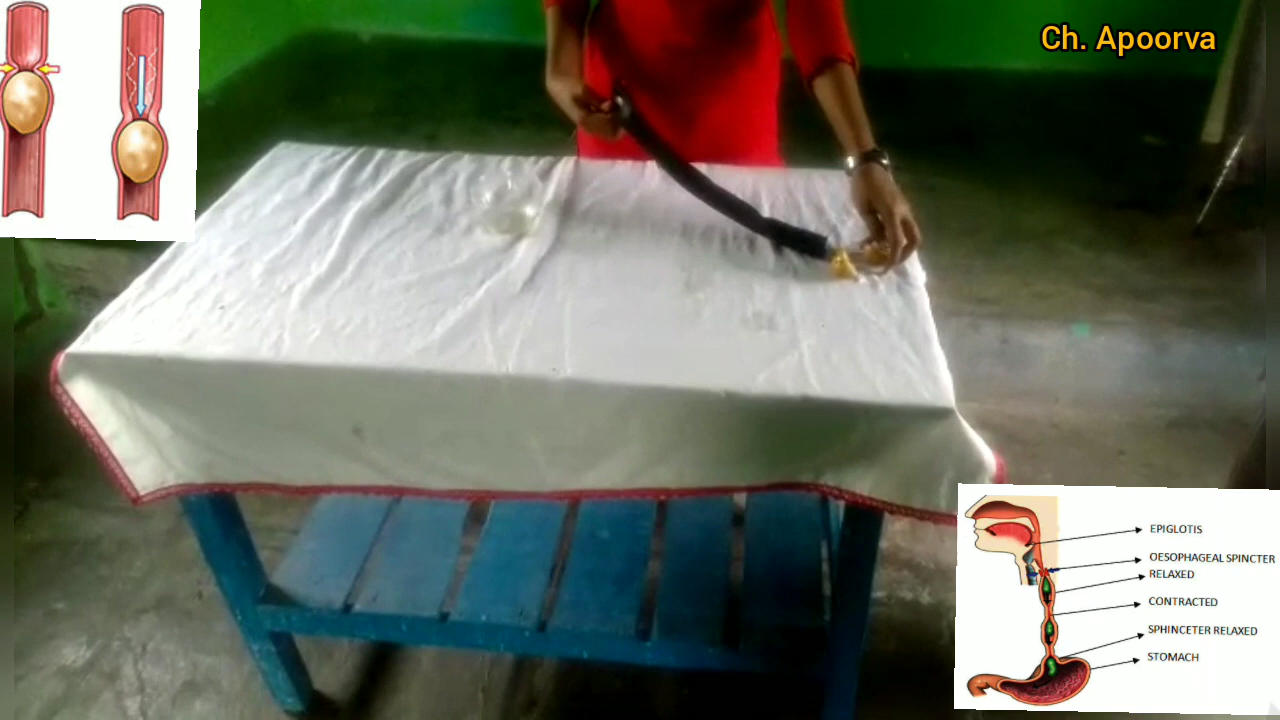 Ch. Apoorva
EPIGLOTIS
OESOPHAGEAL SPINCTER
RELAXED
CONTRACTED
SPHINCETER RELAXED
STOMACH